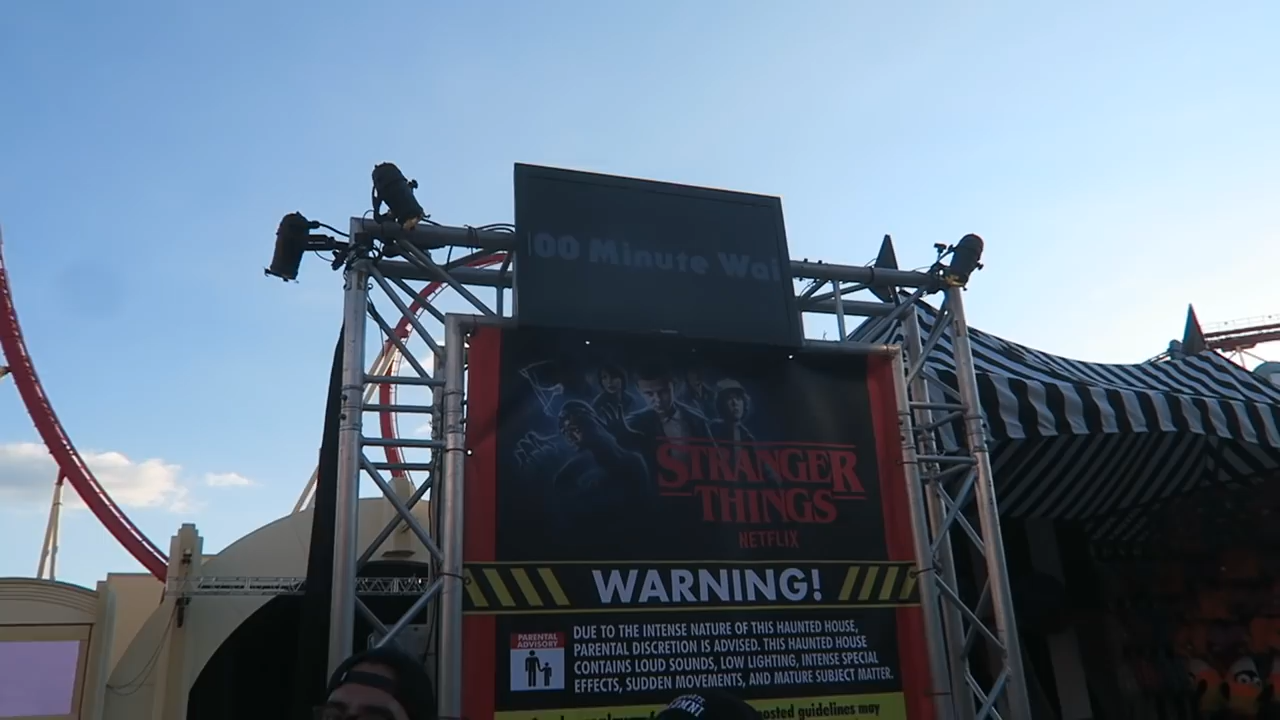 00 Minute Wai
STRANGER
THINGS
NETFLIX
WARNING!
PARENTAL
ADVISORY
DUE TO THE INTENSE NATURE OF THIS HAUNTED HOUSE,
PARENTAL DISCRETION IS ADVISED. THIS HAUNTED HOUSE
CONTAINS LOUD SOUNDS, LOW LIGHTING, INTENSE SPECIAL
EFFECTS, SUDDEN MOVEMENTS, AND MATURE SUBJECT MATTER.
posted guidelines may